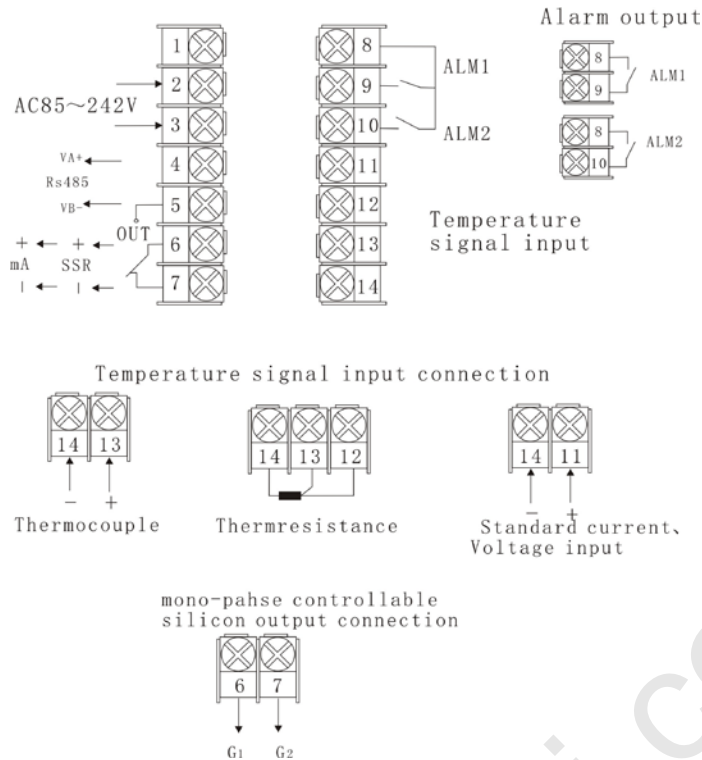 Alarm output
1
2
3
4
5
6
7
AC85～242V
VA+
Rs485
VB-
OUT
+ +
mA SSR
－ －
8
9
10
11
12
13
14
ALM1
ALM2
8
9
ALM1
8
10
ALM2
Temperature
signal input
Temperature signal input connection
14 13
－ +
Thermocouple
14 13 12
Thermresistance
14 11
－ +
Standard current、
Voltage input
mono-pahse controllable
silicon output connection
6 7
G1 G2